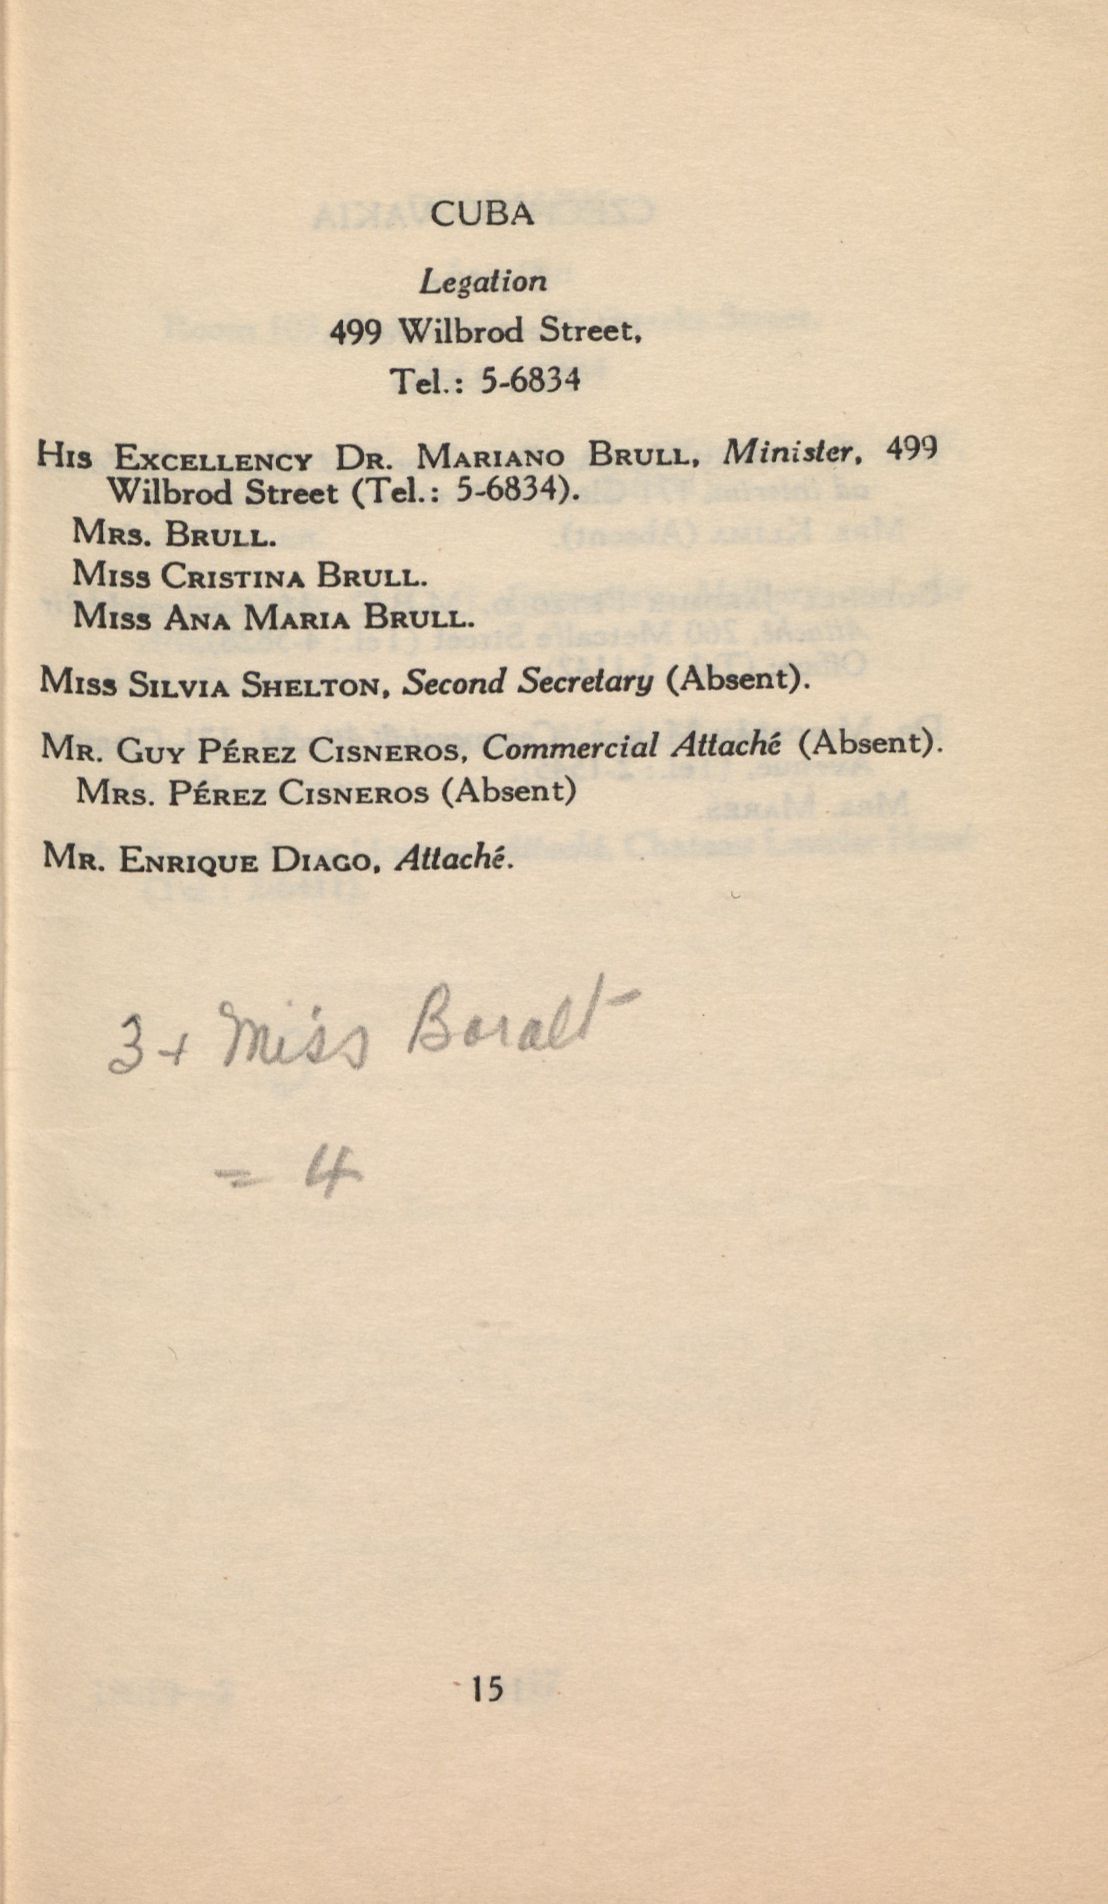 CUBA
Legation
499 Wilbrod Street,
Tel.: 5-6834
HIS EXCELLENCY DR. MARIANO BRULL, Minister, 499
Wilbrod Street (Tel.: 5-6834).
MRS. BRULL.
MISS CRISTINA BRULL.
MISS ANA MARIA BRULL.
MISS SILVIA SHELTON, Second Secretary (Absent).
MR. GUY PÉREZ CISNEROS, Commercial Attaché (Absent).
MRS. PÉREZ CISNEROS (Absent)
MR. ENRIQUE DIAGO, Attaché.
3 + Miss Boralt
= 4
15